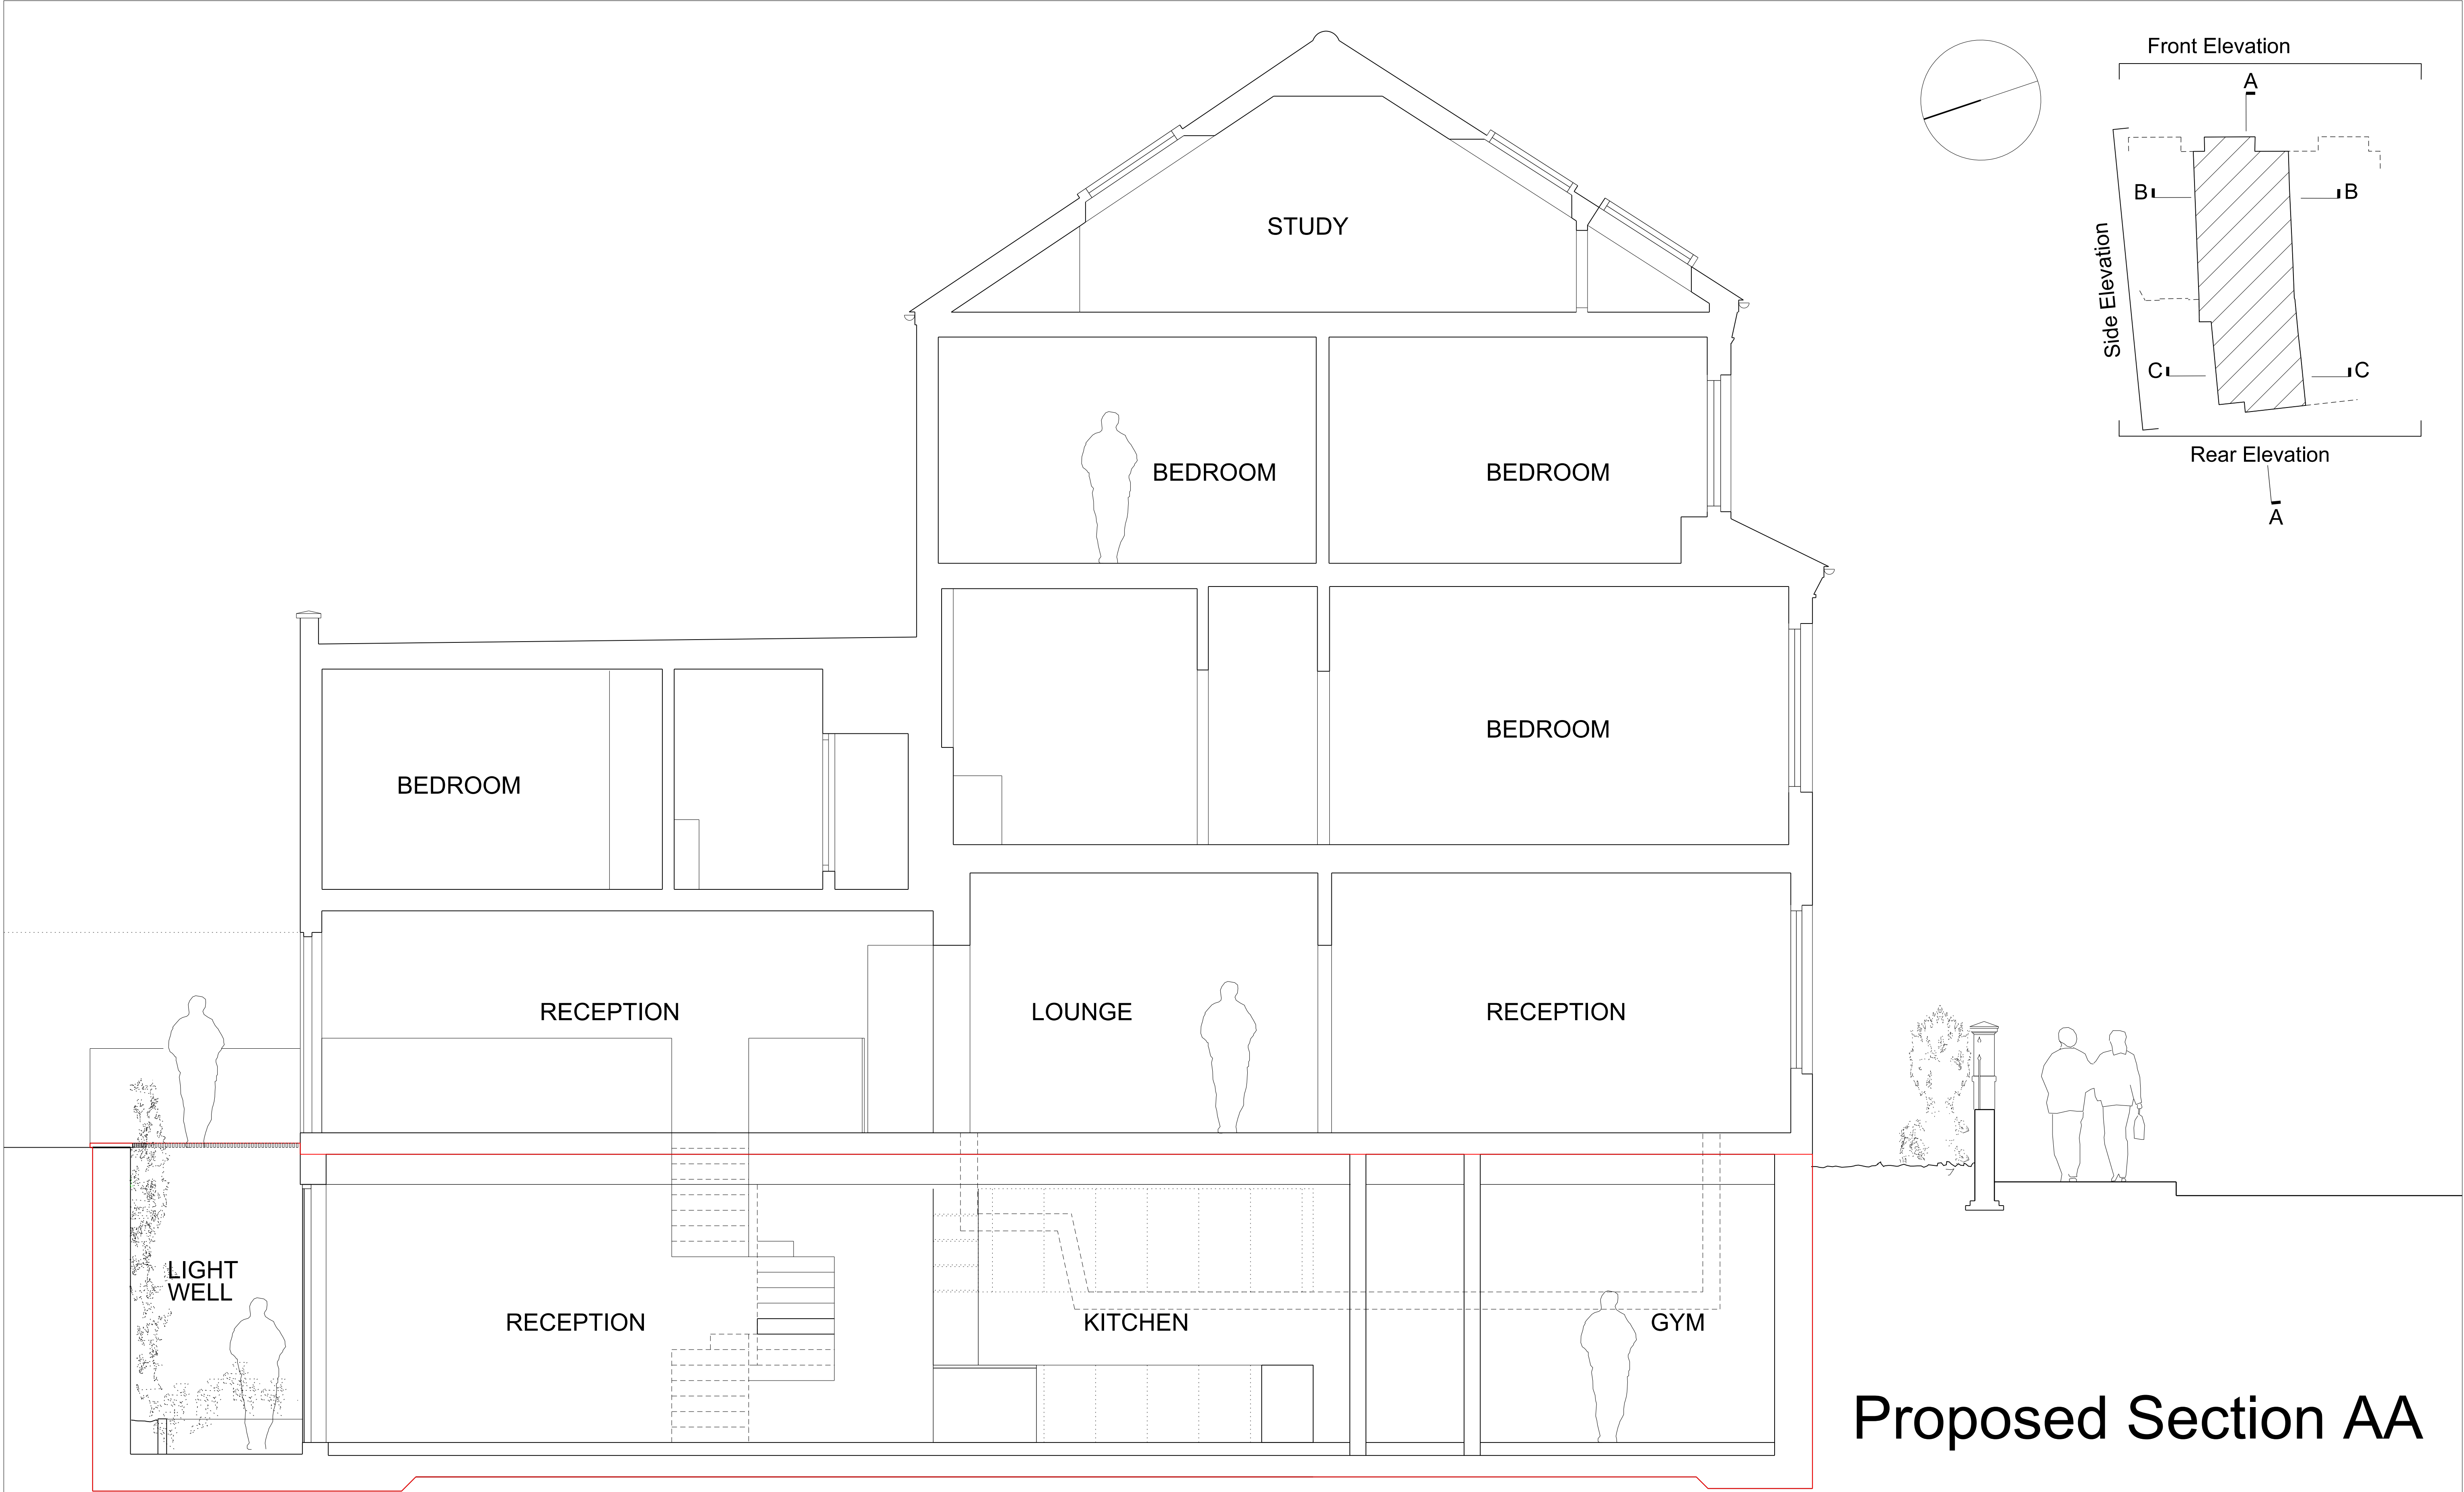 Front Elevation
A
B
B
Side Elevation
C
C
Rear Elevation
A
STUDY
BEDROOM
BEDROOM
BEDROOM
BEDROOM
RECEPTION
LOUNGE
RECEPTION
LIGHT
WELL
RECEPTION
KITCHEN
GYM
Proposed Section AA